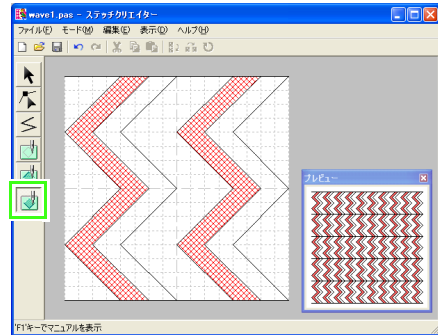 wave1.pas - ステッチクリエイター
ファイル(F) モード(M) 編集(E) 表示(D) ヘルプ(H)
プレビュー
'F1'キーでマニュアルを表示